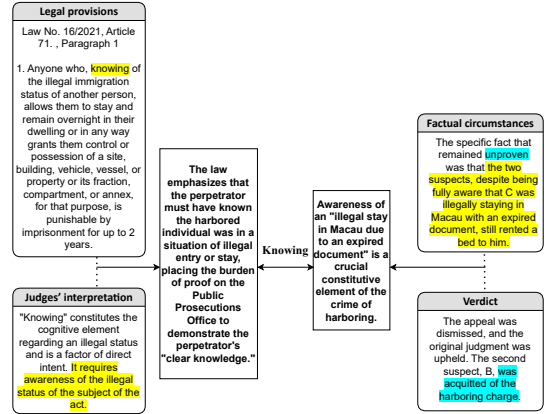 Legal provisions
Law No. 16/2021, Article
71. , Paragraph 1
1. Anyone who, knowing of
the illegal immigration
status of another person,
allows them to stay and
remain overnight in their
dwelling or in any way
grants them control or
possession of a site,
building, vehicle, vessel, or
property or its fraction,
compartment, or annex,
for that purpose, is
punishable by
imprisonment for up to 2
years.
Judges' interpretation
"Knowing" constitutes the
cognitive element
regarding an illegal status
and is a factor of direct
intent. It requires
awareness of the illegal
status of the subject of the
act.
The law
emphasizes that
the perpetrator
must have known
the harbored
individual was in a
situation of illegal
entry or stay,
placing the burden
of proof on the
Public
Prosecutions
Office to
demonstrate the
perpetrator's
"clear knowledge."
Knowing
Awareness of
an "illegal stay
in Macau due
to an expired
document" is a
crucial
constitutive
element of the
crime of
harboring.
Factual circumstances
The specific fact that
remained unproven
was that the two
suspects, despite being
fully aware that C was
illegally staying in
Macau with an expired
document, still rented a
bed to him.
Verdict
The appeal was
dismissed, and the
original judgment was
upheld. The second
suspect, B, was
acquitted of the
harboring charge.